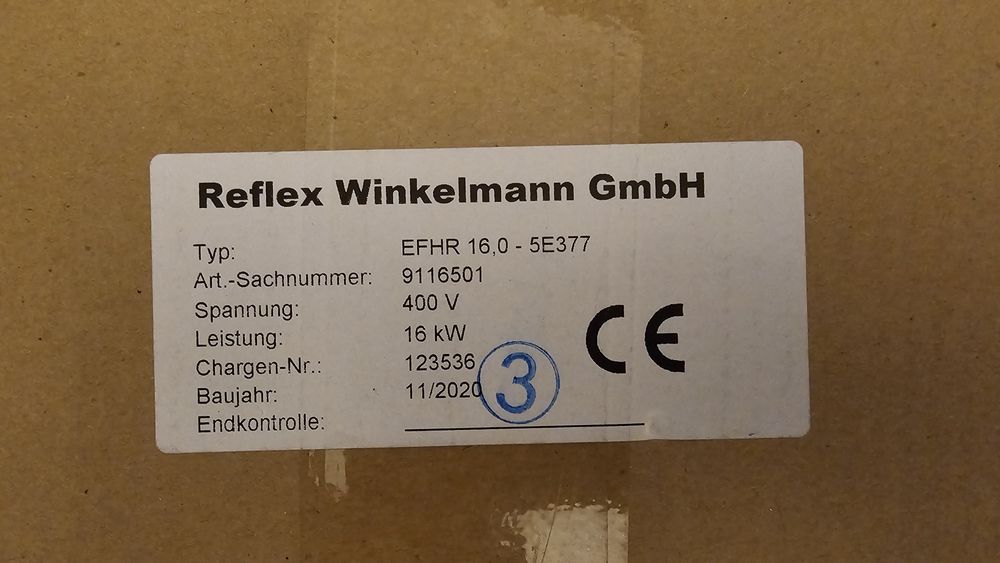 Reflex Winkelmann GmbH
Typ: EFHR 16,0 - 5E377
Art.-Sachnummer: 9116501
Spannung: 400 V
Leistung: 16 kW
Chargen-Nr.: 123536
Baujahr: 11/2020
Endkontrolle:
3
CE